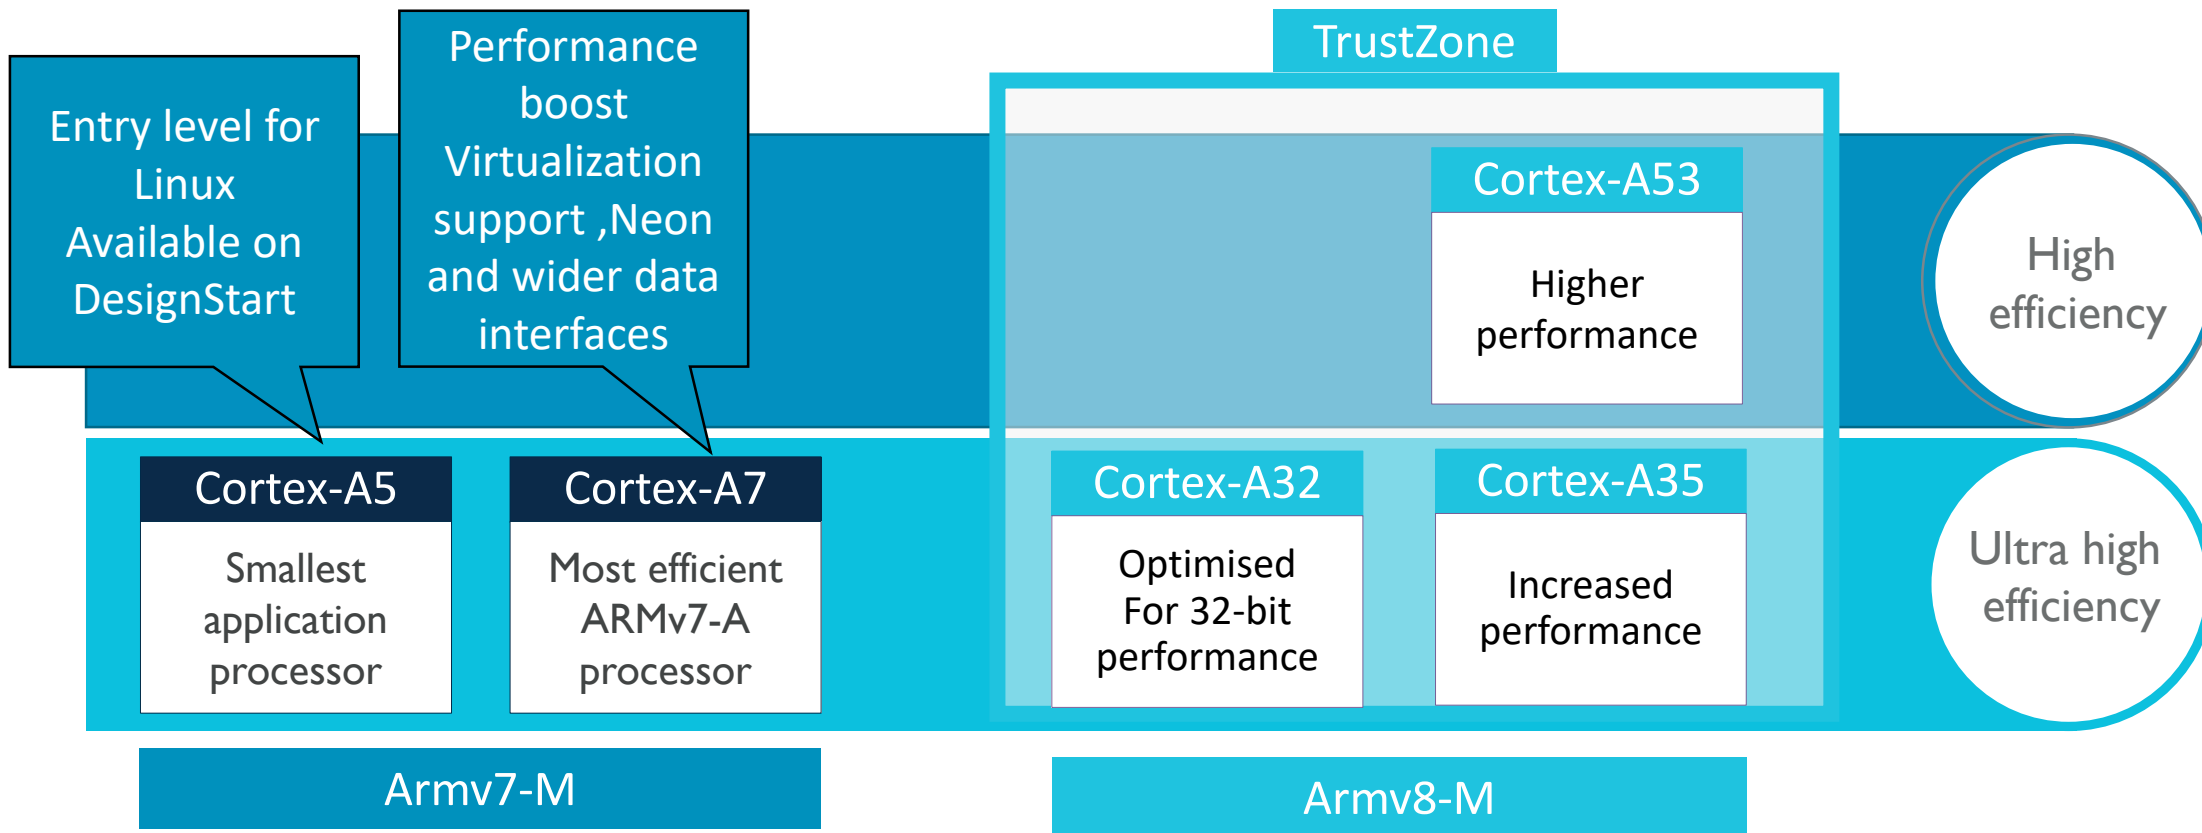 Entry level for
Linux
Available on
DesignStart
Performance
boost
Virtualization
support ,Neon
and wider data
interfaces
TrustZone
Cortex-A53
Higher
performance
High
efficiency
Cortex-A5
Smallest
application
processor
Cortex-A7
Most efficient
ARMv7-A
processor
Cortex-A32
Optimised
For 32-bit
performance
Cortex-A35
Increased
performance
Ultra high
efficiency
Armv7-M
Armv8-M